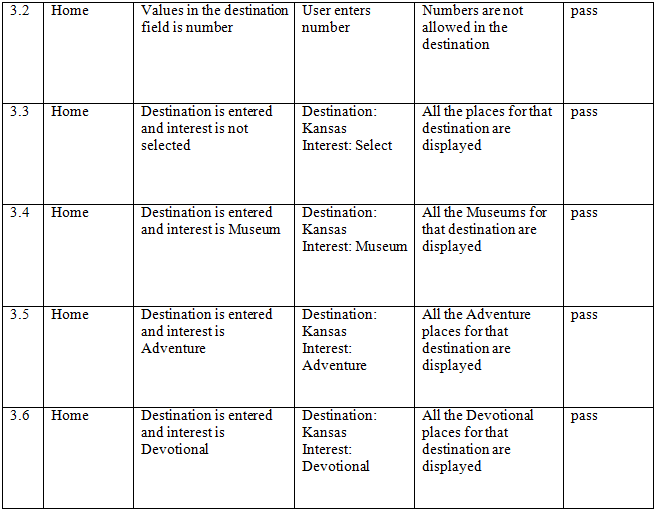 3.2 Home Values in the destination User enters Numbers are not pass
field is number number allowed in the
destination
3.3 Home Destination is entered Destination: All the places for that pass
and interest is not Kansas destination are
selected Interest: Select displayed
3.4 Home Destination is entered Destination: All the Museums for pass
and interest is Museum Kansas that destination are
Interest: Museum displayed
3.5 Home Destination is entered Destination: All the Adventure pass
and interest is Kansas places for that
Adventure Interest: destination are
Adventure displayed
3.6 Home Destination is entered Destination: All the Devotional pass
and interest is Kansas places for that
Devotional Interest: destination are
Devotional displayed